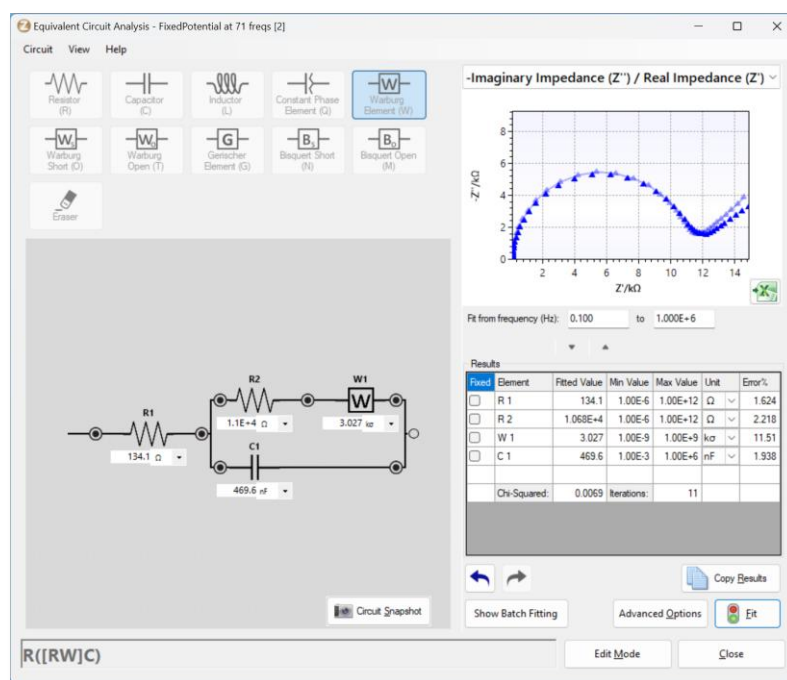 Equivalent Circuit Analysis - FixedPotential at 71 freqs [2]
Circuit View Help
Resistor (R)
Capacitor (C)
Inductor (L)
Constant Phase Element (Q)
W
Warburg Element (W)
Ws
Warburg Short (O)
Wo
Warburg Open (T)
G
Gerischer Element (G)
Bs
Bisquert Short (N)
Bo
Bisquert Open (M)
Eraser
-Imaginary Impedance (Z'') / Real Impedance (Z')
-Z''/kΩ
8
6
4
2
0
2 4 6 8 10 12 14
Z'/kΩ
Fit from frequency (Hz): 0.100 to 1.000E+6
Results
Fixed Element Fitted Value Min Value Max Value Unit Error%
R 1 134.1 1.00E-6 1.00E+12 Ω 1.624
R 2 1.068E+4 1.00E-6 1.00E+12 Ω 2.218
W 1 3.027 1.00E-9 1.00E+9 kσ 11.51
C 1 469.6 1.00E-3 1.00E+6 nF 1.938
Chi-Squared: 0.0069 Iterations: 11
R1
134.1 Ω
R2
1.1E+4 Ω
W1
W
3.027 kσ
C1
469.6 nF
Circuit Snapshot
Copy Results
Show Batch Fitting
Advanced Options
Fit
R([RW]C)
Edit Mode
Close